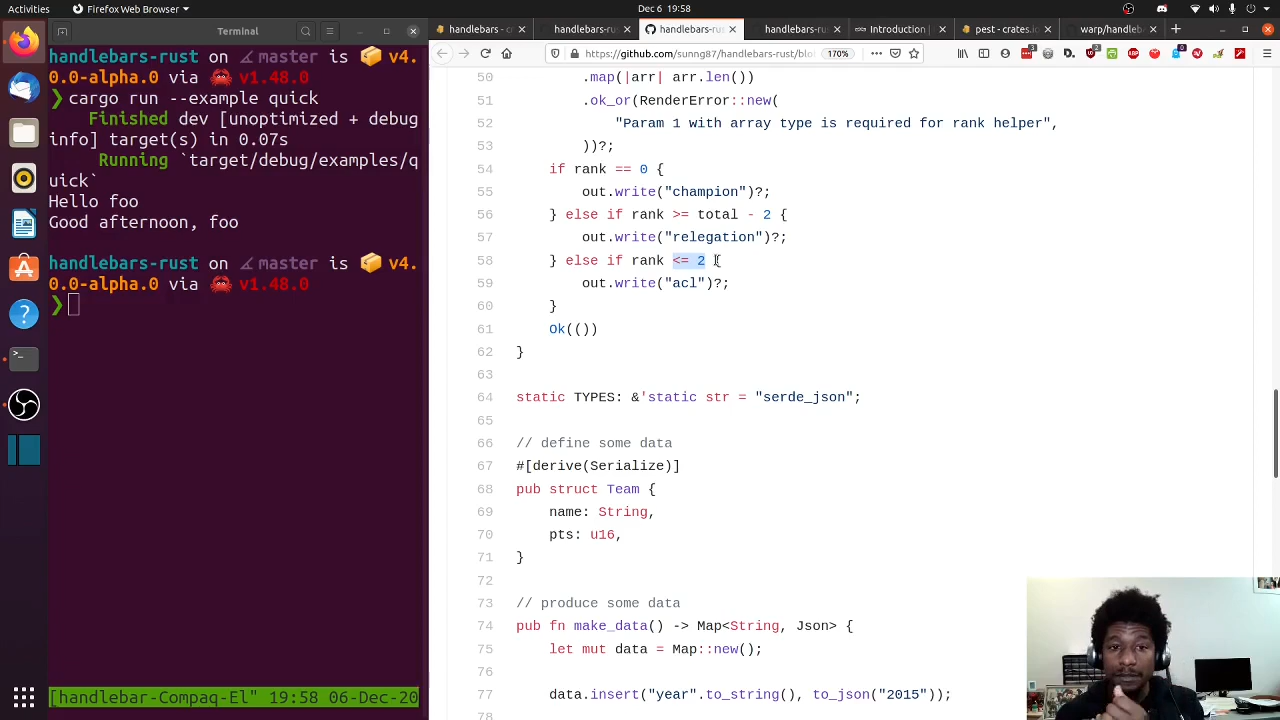 Activities
Firefox Web Browser
Dec 6 19:58
Terminal
handlebars-rust on master is v4.
0.0-alpha.0 via v1.48.0
❯ cargo run --example quick
Finished dev [unoptimized + debug
info] target(s) in 0.07s
Running `target/debug/examples/q
uick`
Hello foo
Good afternoon, foo
handlebars-rust on master is v4.
0.0-alpha.0 via v1.48.0
❯
[handlebar-Compaq-El" 19:58 06-Dec-20
handlebars - c
handlebars-rus
handlebars-rus
handlebars-rus
Introduction
pest - crates.io
warp/handleb
https://github.com/sunng87/handlebars-rust/blo
170%
50 .map(|arr| arr.len())
51 .ok_or(RenderError::new(
52 "Param 1 with array type is required for rank helper",
53 ))?;
54 if rank == 0 {
55 out.write("champion")?;
56 } else if rank >= total - 2 {
57 out.write("relegation")?;
58 } else if rank <= 2 {
59 out.write("acl")?;
60 }
61 Ok(())
62 }
63
64 static TYPES: &'static str = "serde_json";
65
66 // define some data
67 #[derive(Serialize)]
68 pub struct Team {
69 name: String,
70 pts: u16,
71 }
72
73 // produce some data
74 pub fn make_data() -> Map<String, Json> {
75 let mut data = Map::new();
76
77 data.insert("year".to_string(), to_json("2015"));
78